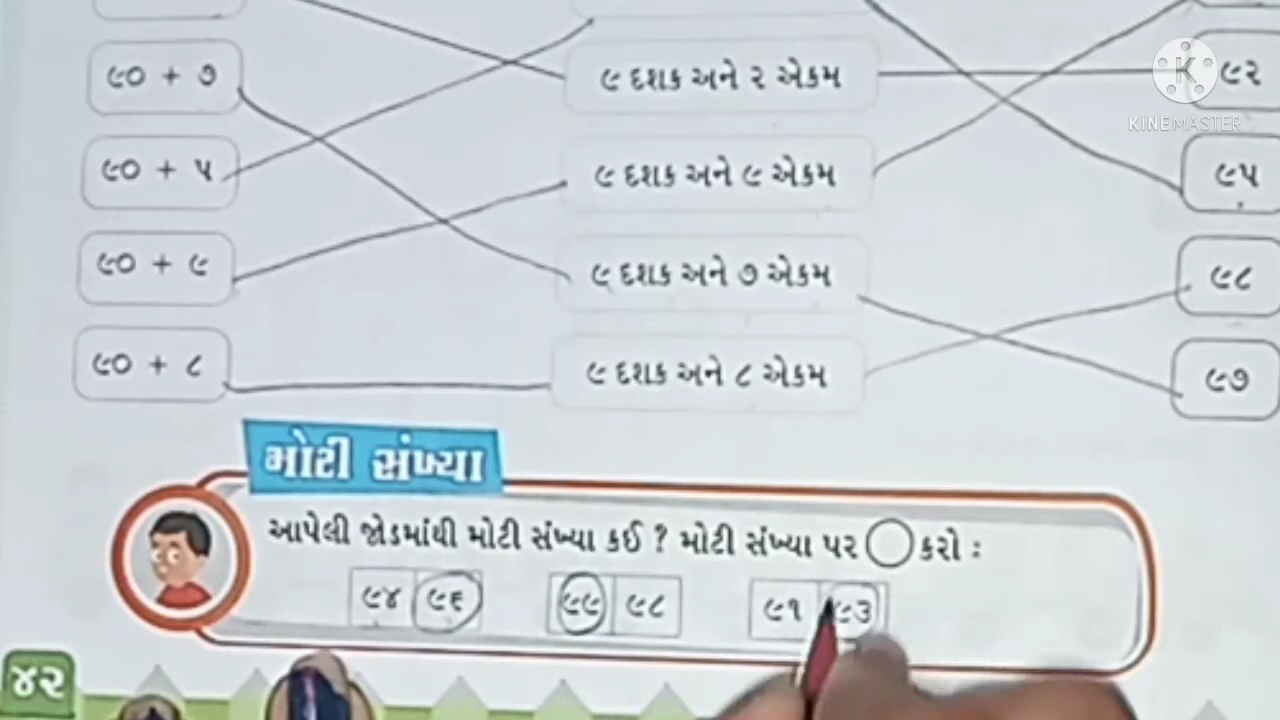 ૯૦ + ૭
૯ દશક અને ૨ એકમ
૯૨
KINEMASTER
૯૦ + ૫
૯ દશક અને ૯ એકમ
૯૫
૯૦ + ૯
૯ દશક અને ૭ એકમ
૯૮
૯૦ + ૮
૯ દશક અને ૮ એકમ
૯૭
મોટી સંખ્યા
આપેલી જોડમાંથી મોટી સંખ્યા કઈ ? મોટી સંખ્યા પર ◯ કરો :
૯૪ ૯૬ ૯૯ ૯૮ ૯૧ ૯૩
૪૨